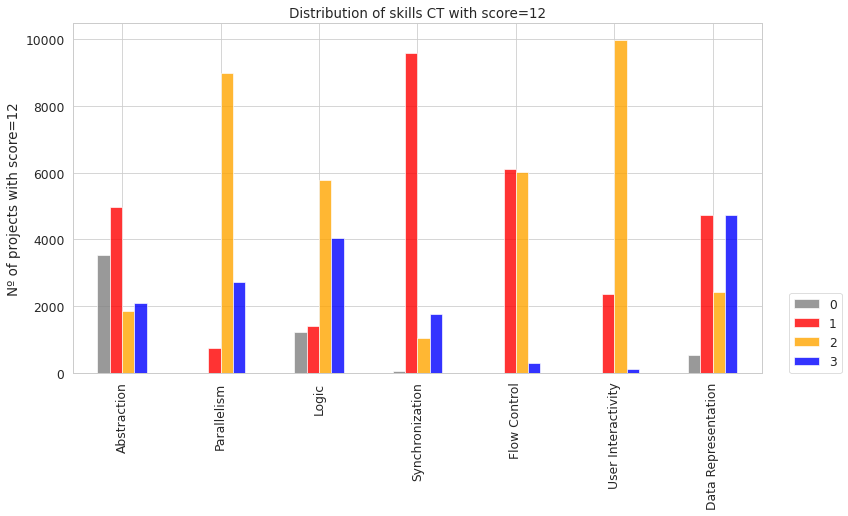 Distribution of skills CT with score=12
Nº of projects with score=12
10000
8000
6000
4000
2000
0
Abstraction
Parallelism
Logic
Synchronization
Flow Control
User Interactivity
Data Representation
0
1
2
3